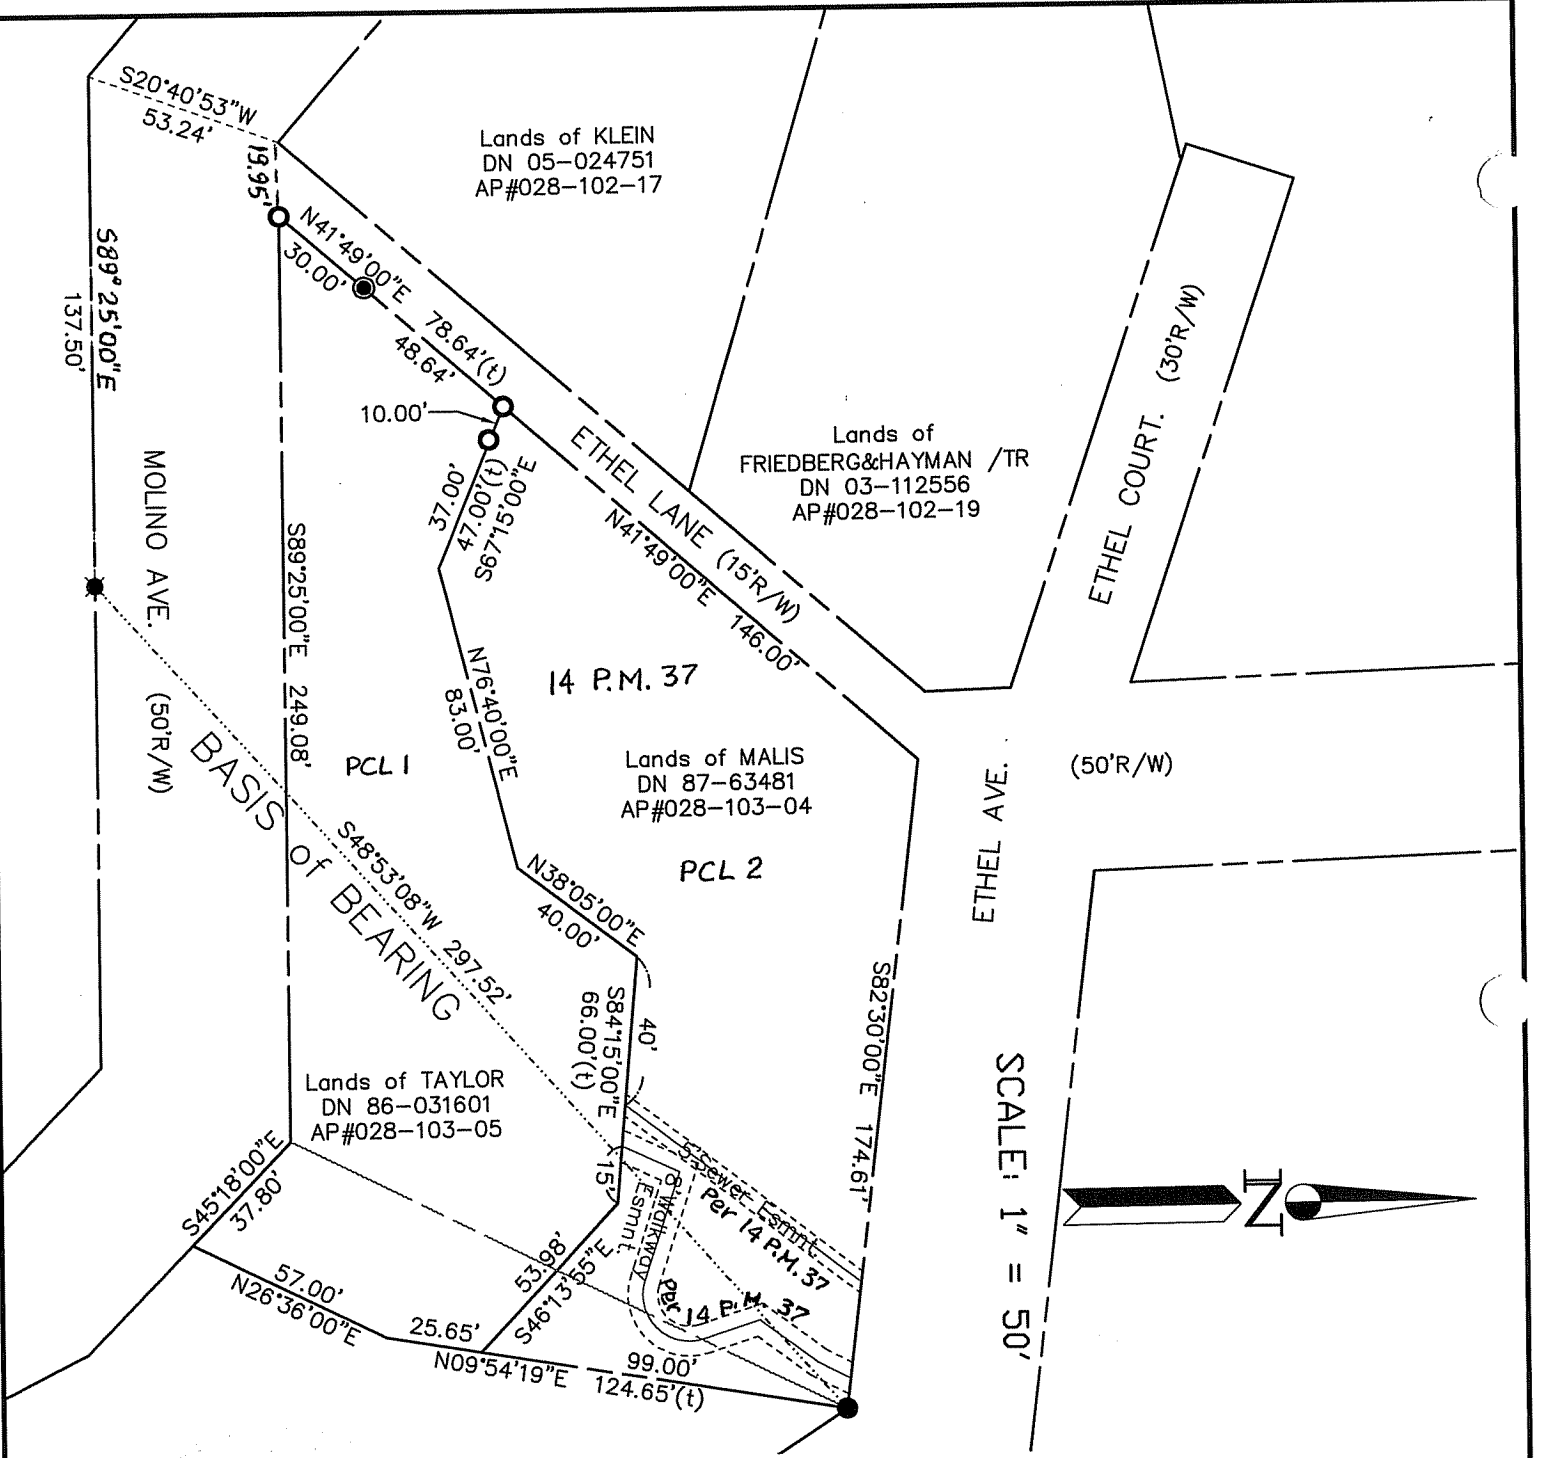 S20°40'53"W
53.24'
19.95'
Lands of KLEIN
DN 05-024751
AP#028-102-17
N41°49'00"E
30.00'
78.64'(t)
48.64'
S89°25'00"E
137.50'
10.00'
37.00'
47.00'(t)
S67°15'00"E
ETHEL LANE (15'R/W)
N41°49'00"E 146.00'
Lands of
FRIEDBERG&HAYMAN /TR
DN 03-112556
AP#028-102-19
ETHEL COURT. (30'R/W)
MOLINO AVE. (50'R/W)
S89°25'00"E 249.08'
N76°40'00"E
83.00'
14 P.M. 37
PCL 1
Lands of MALIS
DN 87-63481
AP#028-103-04
PCL 2
ETHEL AVE.
(50'R/W)
BASIS of BEARING
S48°53'08"W 297.52'
N38°05'00"E
40.00'
S84°15'00"E
66.00'(t)
40'
15'
S82°30'00"E 174.61'
Lands of TAYLOR
DN 86-031601
AP#028-103-05
5'Sewer Esmnt.
Per 14 P.M. 37
8'Walkway
Esmnt.
Per 14 P.M. 37
S45°18'00"E
37.80'
57.00'
N26°36'00"E
53.98'
S46°13'55"E
25.65'
N09°54'19"E
99.00'
124.65'(t)
SCALE: 1" = 50'
N